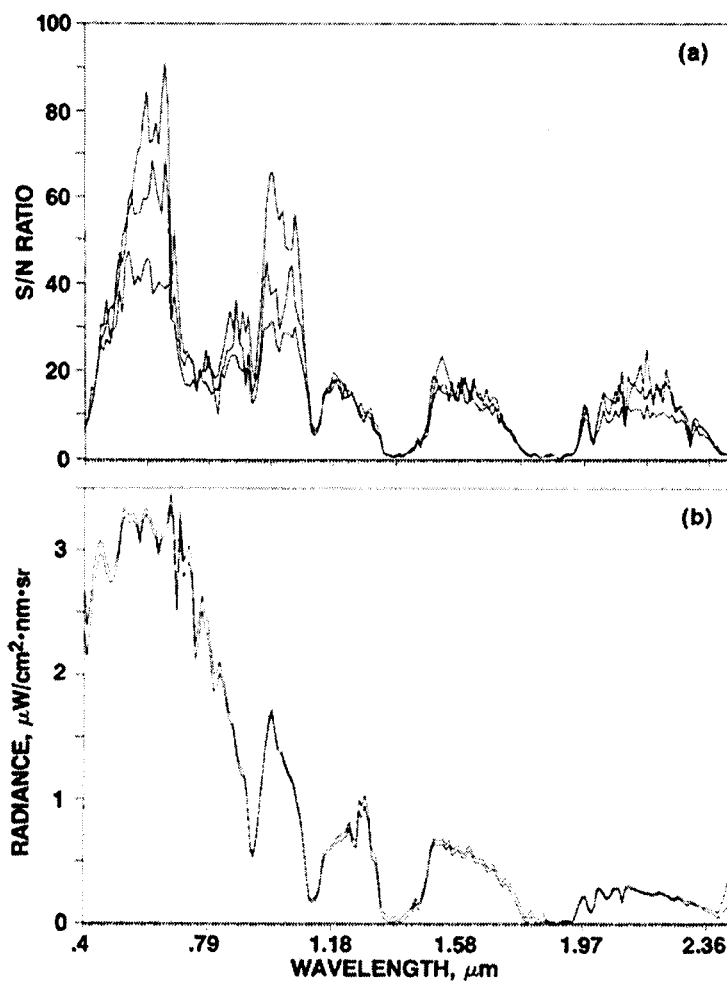 100
(a)
80
60
40
20
0
S/N RATIO
(b)
3
2
1
0
RADIANCE, μW/cm²·nm·sr
.4 .79 1.18 1.58 1.97 2.36
WAVELENGTH, μm